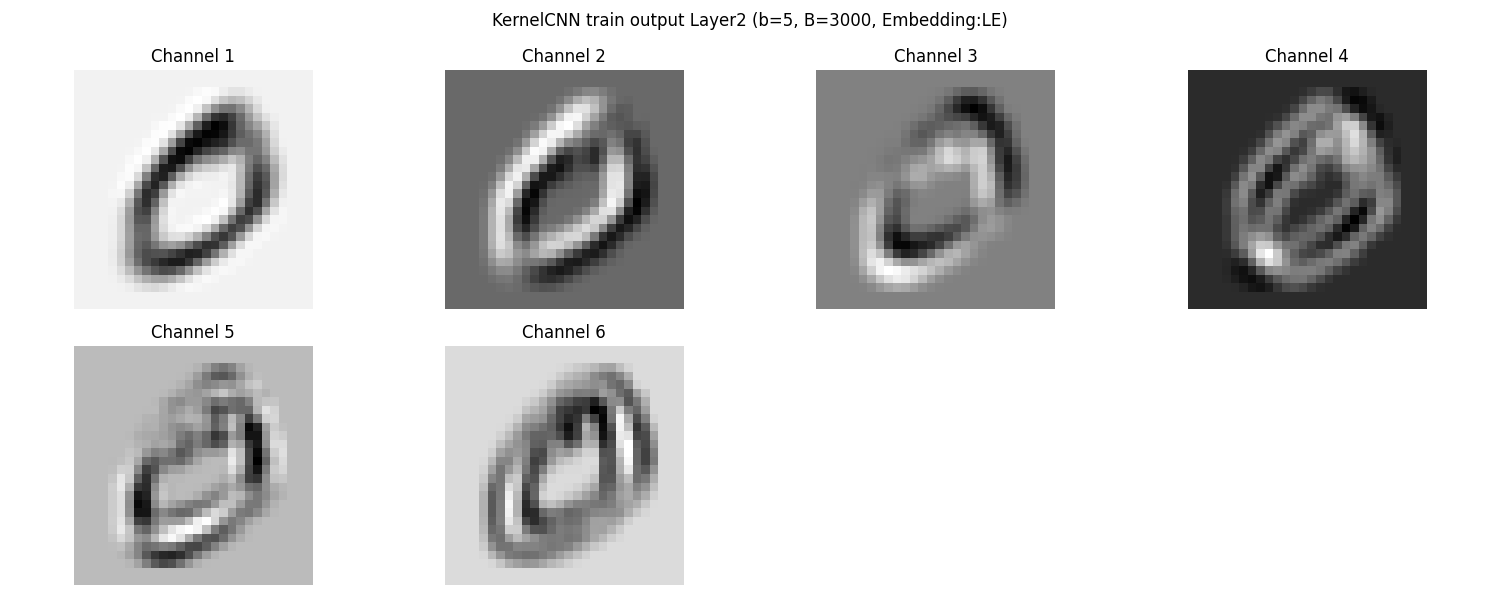 KernelCNN train output Layer2 (b=5, B=3000, Embedding:LE)
Channel 1
Channel 2
Channel 3
Channel 4
Channel 5
Channel 6